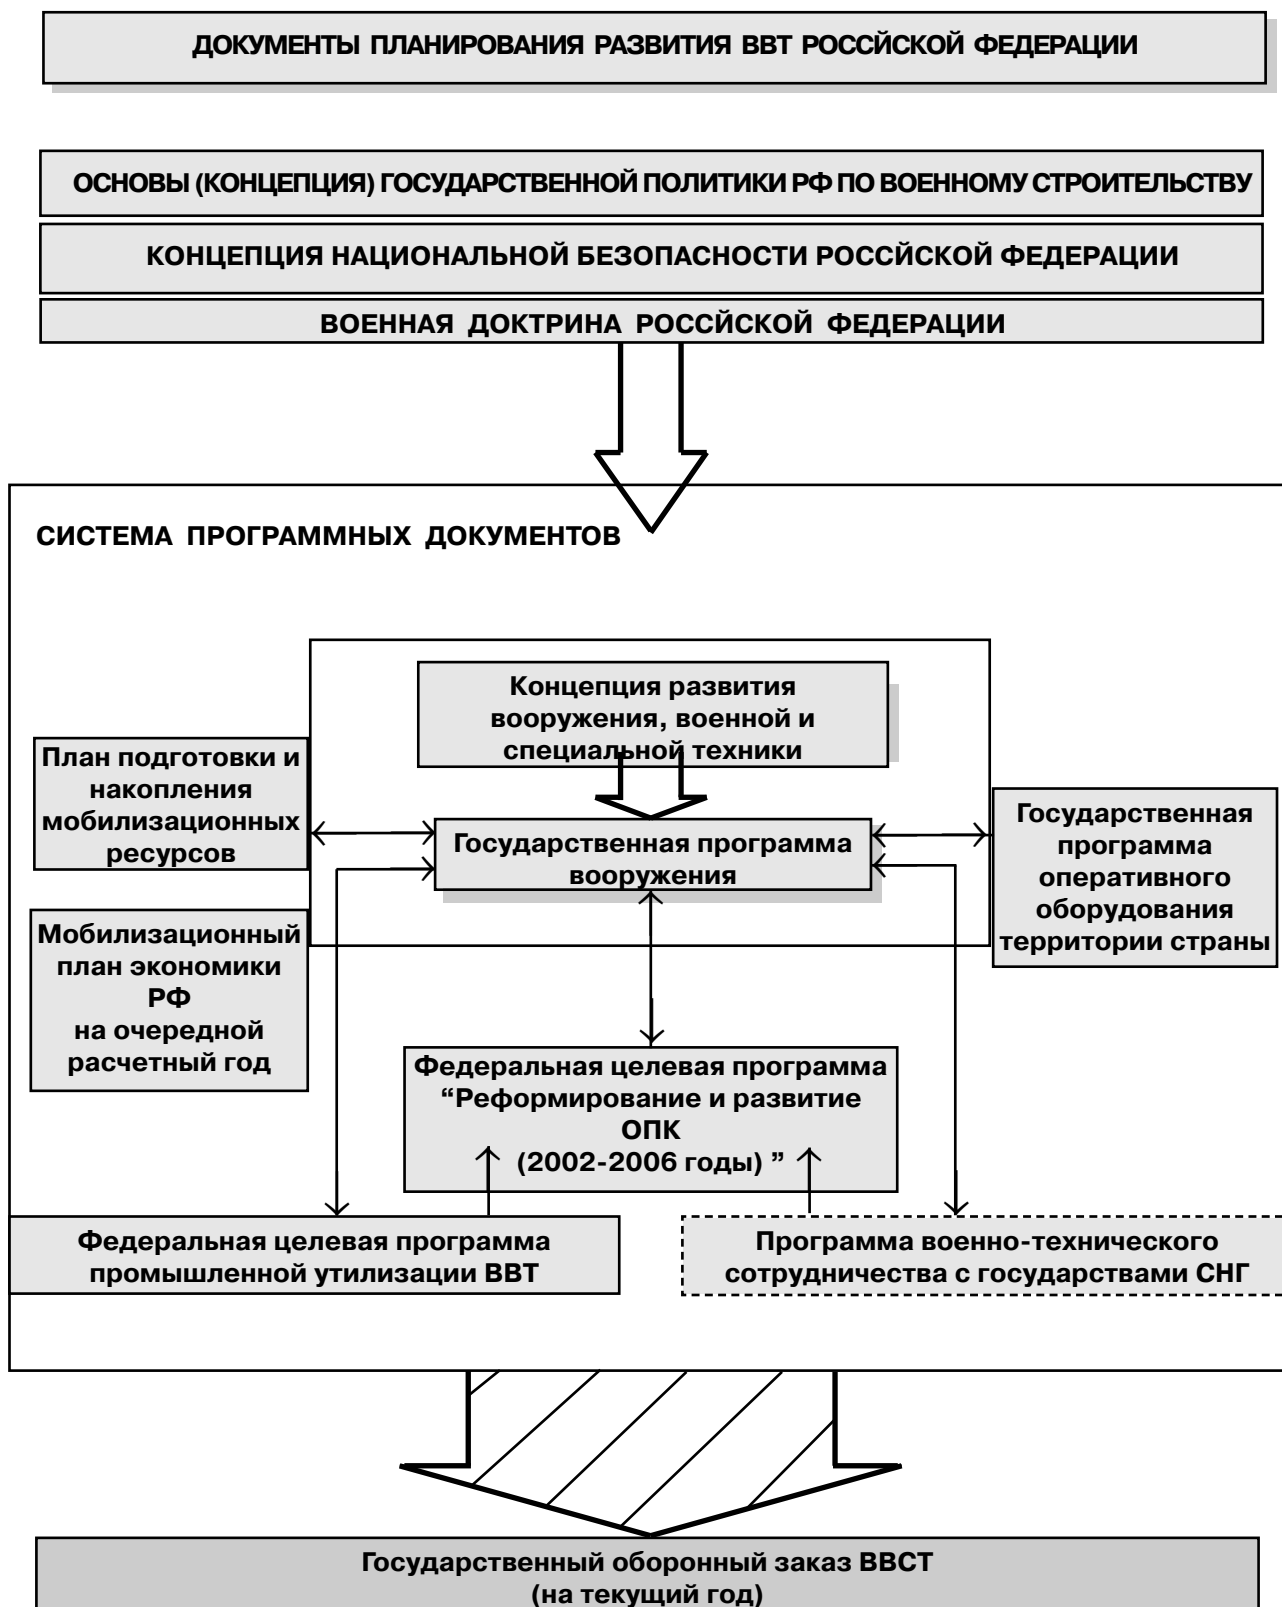 ДОКУМЕНТЫ ПЛАНИРОВАНИЯ РАЗВИТИЯ ВВТ РОССЙСКОЙ ФЕДЕРАЦИИ
ОСНОВЫ (КОНЦЕПЦИЯ) ГОСУДАРСТВЕННОЙ ПОЛИТИКИ РФ ПО ВОЕННОМУ СТРОИТЕЛЬСТВУ
КОНЦЕПЦИЯ НАЦИОНАЛЬНОЙ БЕЗОПАСНОСТИ РОССЙСКОЙ ФЕДЕРАЦИИ
ВОЕННАЯ ДОКТРИНА РОССЙСКОЙ ФЕДЕРАЦИИ
СИСТЕМА ПРОГРАММНЫХ ДОКУМЕНТОВ
Концепция развития
вооружения, военной и
специальной техники
План подготовки и
накопления
мобилизационных
ресурсов
Государственная программа
вооружения
Государственная
программа
оперативного
оборудования
территории страны
Мобилизационный
план экономики
РФ
на очередной
расчетный год
Федеральная целевая программа
“Реформирование и развитие
ОПК
(2002-2006 годы) ”
Федеральная целевая программа
промышленной утилизации ВВТ
Программа военно-технического
сотрудничества с государствами СНГ
Государственный оборонный заказ ВВСТ
(на текущий год)